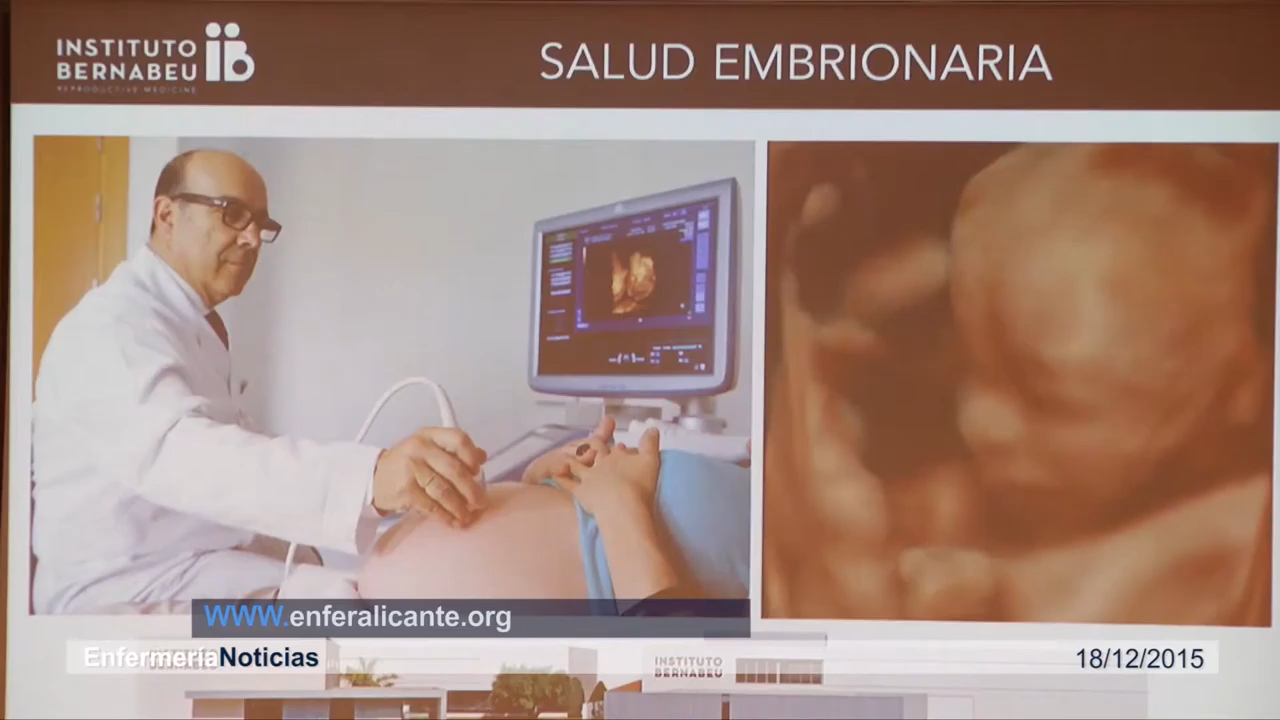 INSTITUTO
BERNABEU
REPRODUCTIVE MEDICINE
SALUD EMBRIONARIA
WWW.enferalicante.org
EnfermeríaNoticias
18/12/2015
INSTITUTO
BERNABEU